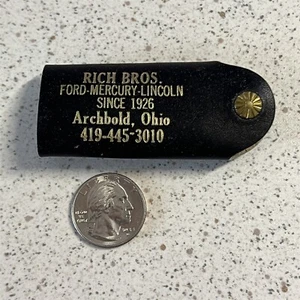 RICH BROS.
FORD-MERCURY-LINCOLN
SINCE 1926
Archbold, Ohio
419-445-3010